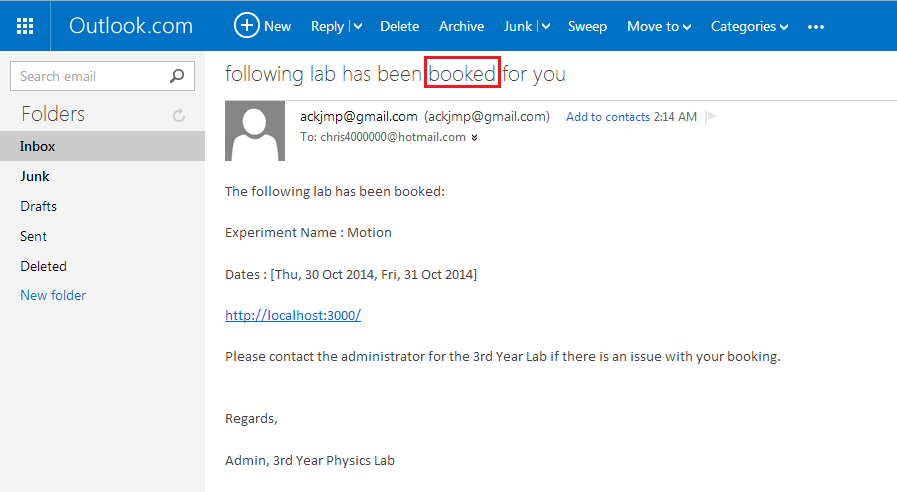 Outlook.com New Reply Delete Archive Junk Sweep Move to Categories
Search email
Folders
Inbox
Junk
Drafts
Sent
Deleted
New folder
following lab has been booked for you
ackjmp@gmail.com (ackjmp@gmail.com) Add to contacts 2:14 AM
To: chris4000000@hotmail.com
The following lab has been booked:
Experiment Name : Motion
Dates : [Thu, 30 Oct 2014, Fri, 31 Oct 2014]
http://localhost:3000/
Please contact the administrator for the 3rd Year Lab if there is an issue with your booking.
Regards,
Admin, 3rd Year Physics Lab